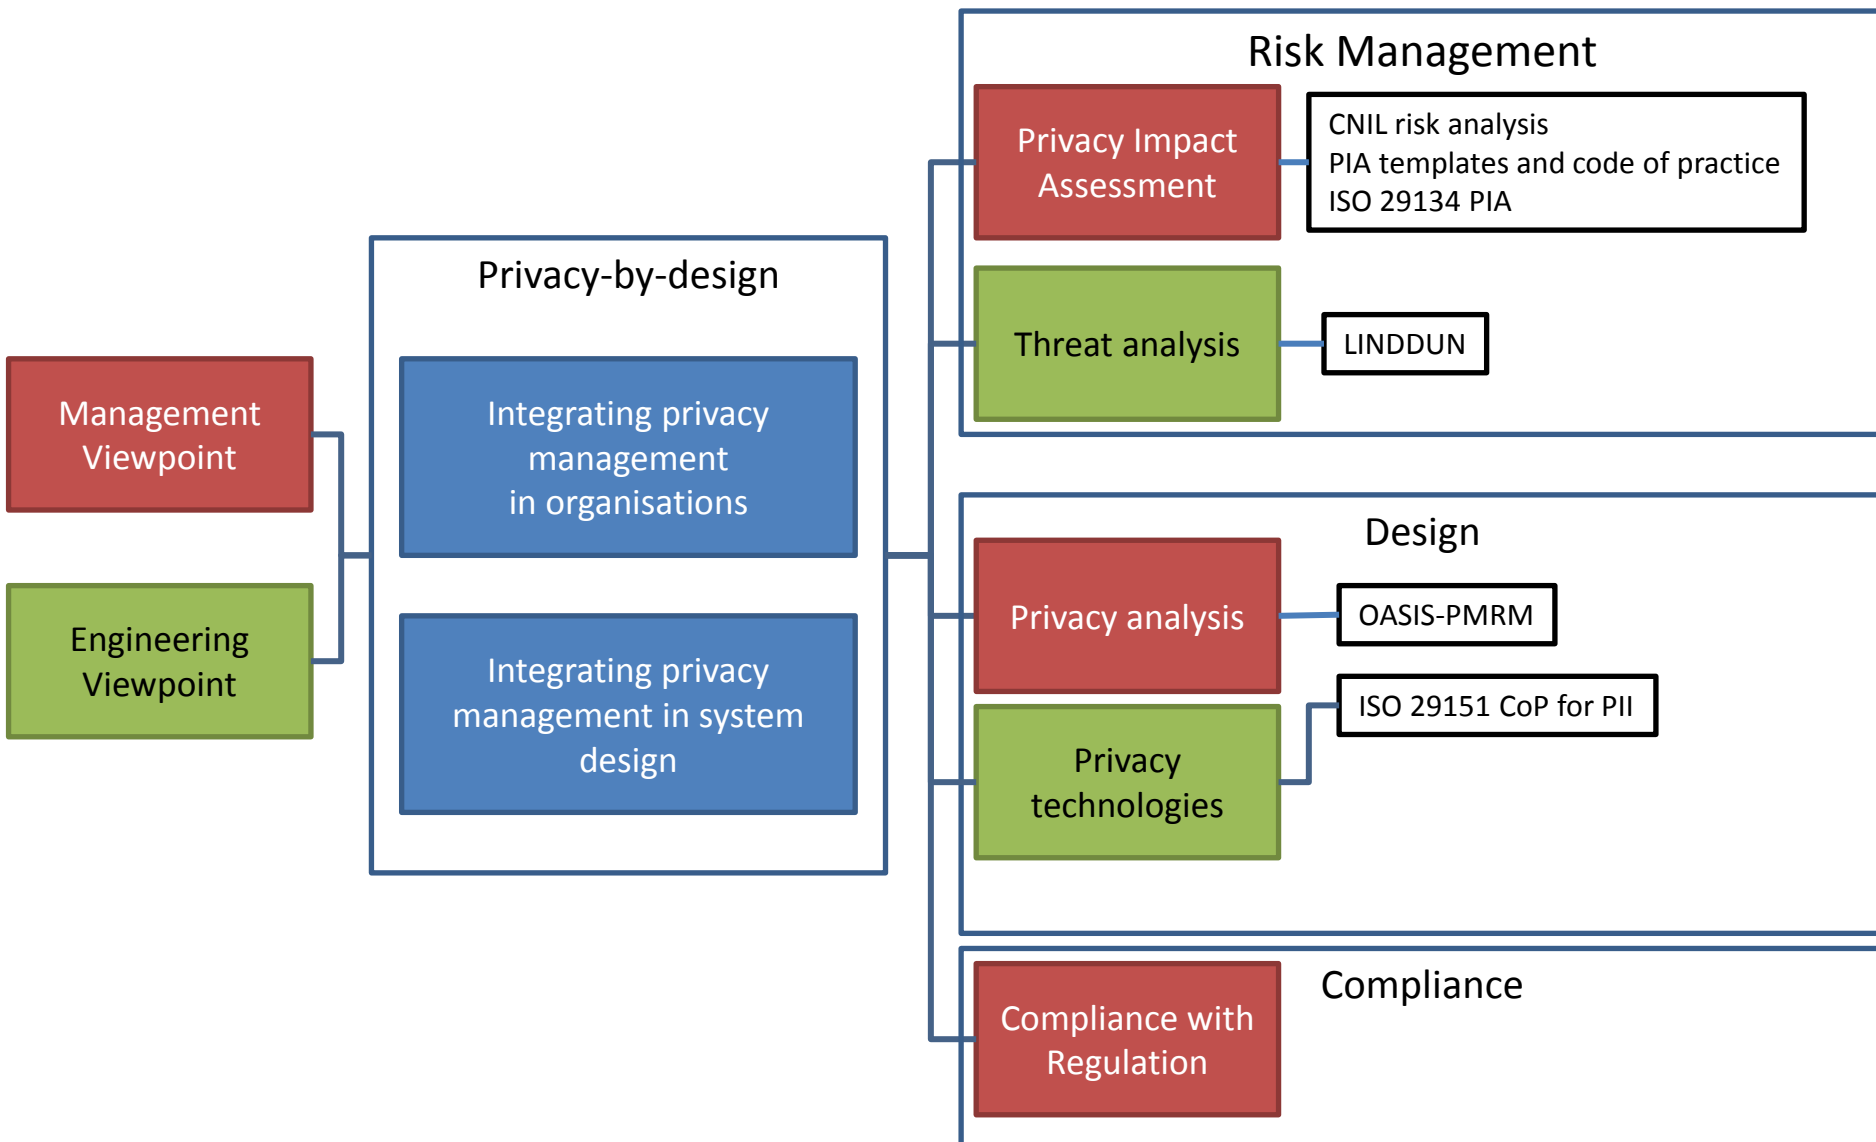 Management
Viewpoint
Engineering
Viewpoint
Privacy-by-design
Integrating privacy
management
in organisations
Integrating privacy
management in system
design
Risk Management
Privacy Impact
Assessment
CNIL risk analysis
PIA templates and code of practice
ISO 29134 PIA
Threat analysis
LINDDUN
Design
Privacy analysis
OASIS-PMRM
Privacy
technologies
ISO 29151 CoP for PII
Compliance
Compliance with
Regulation